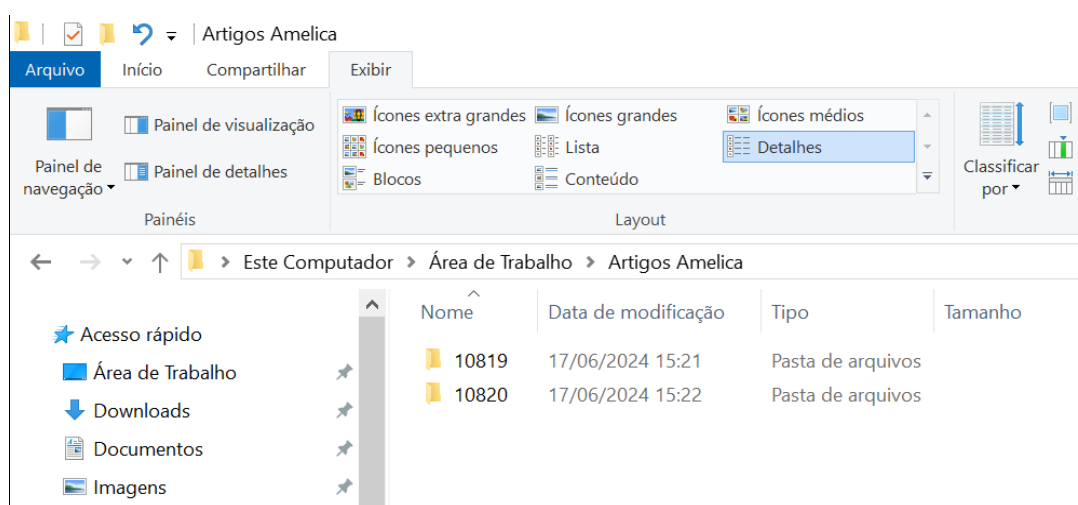 Artigos Amelica
Arquivo Início Compartilhar Exibir
Painel de navegação
Painel de visualização
Painel de detalhes
Painéis
Ícones extra grandes Ícones grandes Ícones médios
Ícones pequenos Lista Detalhes
Blocos Conteúdo
Layout
Classificar por
Este Computador > Área de Trabalho > Artigos Amelica
Acesso rápido
Área de Trabalho
Downloads
Documentos
Imagens
Nome Data de modificação Tipo Tamanho
10819 17/06/2024 15:21 Pasta de arquivos
10820 17/06/2024 15:22 Pasta de arquivos